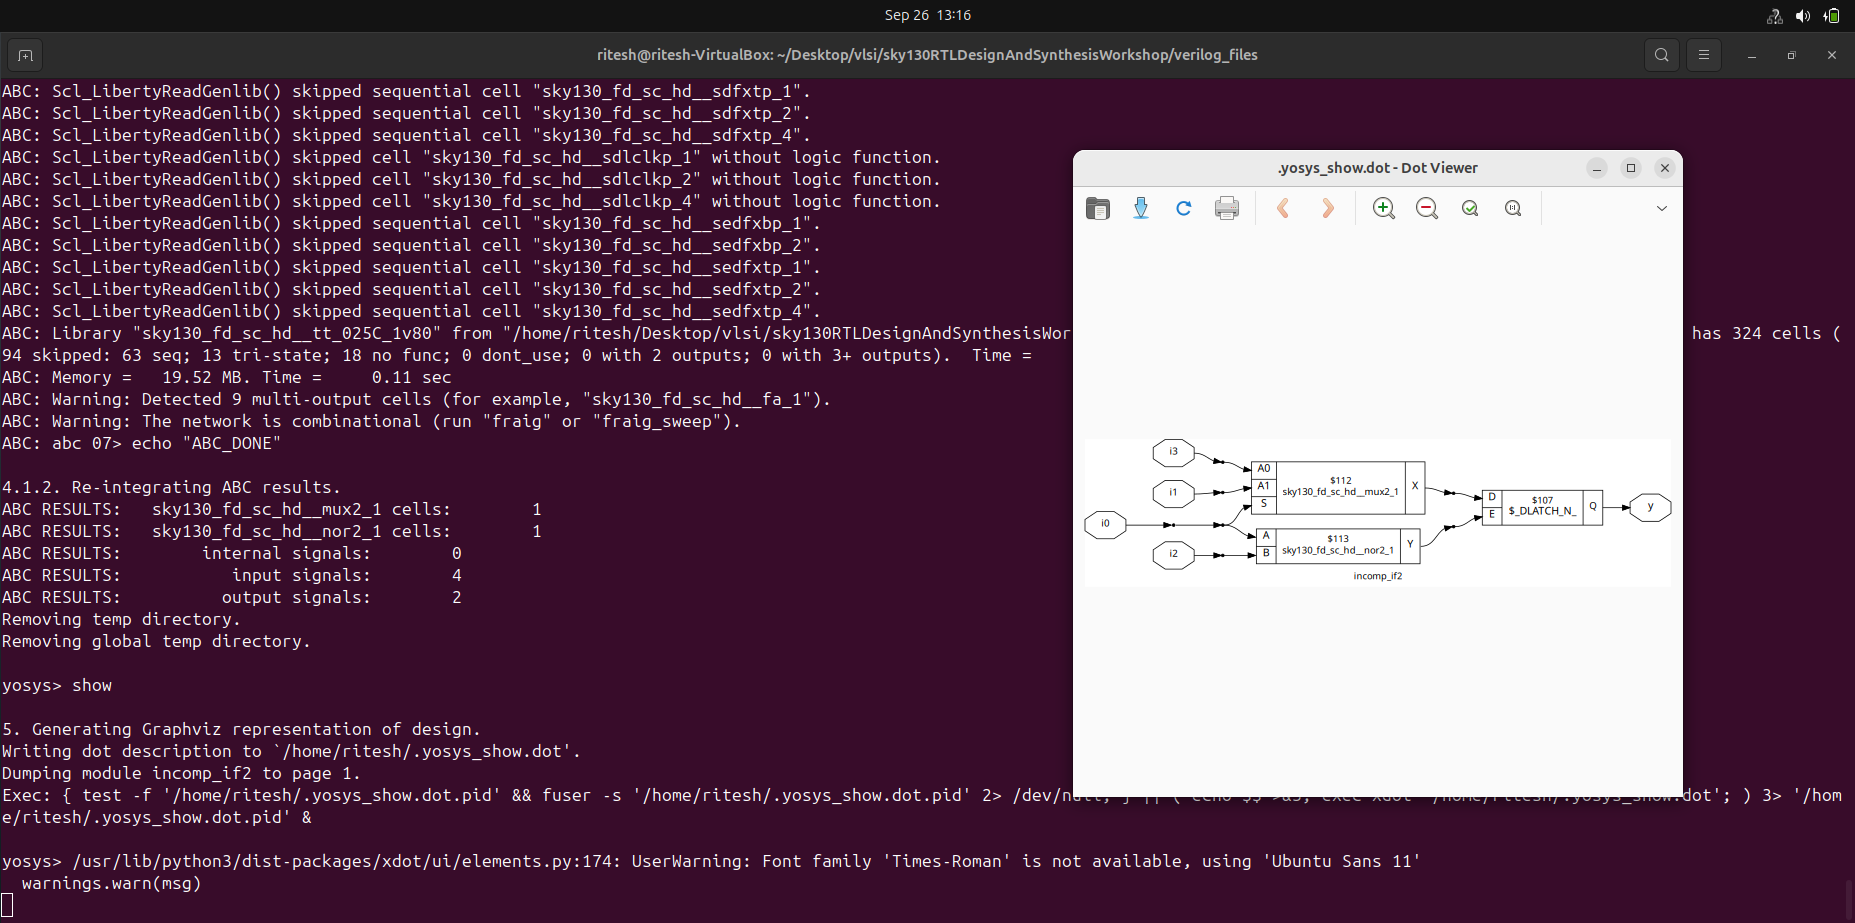 Sep 26 13:16
ritesh@ritesh-VirtualBox: ~/Desktop/vlsi/sky130RTLDesignAndSynthesisWorkshop/verilog_files
ABC: Scl_LibertyReadGenlib() skipped sequential cell "sky130_fd_sc_hd__sdfxtp_1".
ABC: Scl_LibertyReadGenlib() skipped sequential cell "sky130_fd_sc_hd__sdfxtp_2".
ABC: Scl_LibertyReadGenlib() skipped sequential cell "sky130_fd_sc_hd__sdfxtp_4".
ABC: Scl_LibertyReadGenlib() skipped cell "sky130_fd_sc_hd__sdlclkp_1" without logic function.
ABC: Scl_LibertyReadGenlib() skipped cell "sky130_fd_sc_hd__sdlclkp_2" without logic function.
ABC: Scl_LibertyReadGenlib() skipped cell "sky130_fd_sc_hd__sdlclkp_4" without logic function.
ABC: Scl_LibertyReadGenlib() skipped sequential cell "sky130_fd_sc_hd__sedfxbp_1".
ABC: Scl_LibertyReadGenlib() skipped sequential cell "sky130_fd_sc_hd__sedfxbp_2".
ABC: Scl_LibertyReadGenlib() skipped sequential cell "sky130_fd_sc_hd__sedfxtp_1".
ABC: Scl_LibertyReadGenlib() skipped sequential cell "sky130_fd_sc_hd__sedfxtp_2".
ABC: Scl_LibertyReadGenlib() skipped sequential cell "sky130_fd_sc_hd__sedfxtp_4".
ABC: Library "sky130_fd_sc_hd__tt_025C_1v80" from "/home/ritesh/Desktop/vlsi/sky130RTLDesignAndSynthesisWor has 324 cells (
94 skipped: 63 seq; 13 tri-state; 18 no func; 0 dont_use; 0 with 2 outputs; 0 with 3+ outputs).  Time =
ABC: Memory =   19.52 MB. Time =     0.11 sec
ABC: Warning: Detected 9 multi-output cells (for example, "sky130_fd_sc_hd__fa_1").
ABC: Warning: The network is combinational (run "fraig" or "fraig_sweep").
ABC: abc 07> echo "ABC_DONE"
4.1.2. Re-integrating ABC results.
ABC RESULTS:   sky130_fd_sc_hd__mux2_1 cells:        1
ABC RESULTS:   sky130_fd_sc_hd__nor2_1 cells:        1
ABC RESULTS:        internal signals:        0
ABC RESULTS:           input signals:        4
ABC RESULTS:          output signals:        2
Removing temp directory.
Removing global temp directory.
yosys> show
5. Generating Graphviz representation of design.
Writing dot description to `/home/ritesh/.yosys_show.dot'.
Dumping module incomp_if2 to page 1.
Exec: { test -f '/home/ritesh/.yosys_show.dot.pid' && fuser -s '/home/ritesh/.yosys_show.dot.pid' 2> /dev/null; } || ( echo $$ >&3; exec xdot '/home/ritesh/.yosys_show.dot'; ) 3> '/hom
e/ritesh/.yosys_show.dot.pid' &
yosys> /usr/lib/python3/dist-packages/xdot/ui/elements.py:174: UserWarning: Font family 'Times-Roman' is not available, using 'Ubuntu Sans 11'
warnings.warn(msg)
.yosys_show.dot - Dot Viewer
i3
i1
i0
i2
A0
A1
S
$112
sky130_fd_sc_hd__mux2_1
X
A
B
$113
sky130_fd_sc_hd__nor2_1
Y
D
E
$107
$_DLATCH_N_
Q
y
incomp_if2